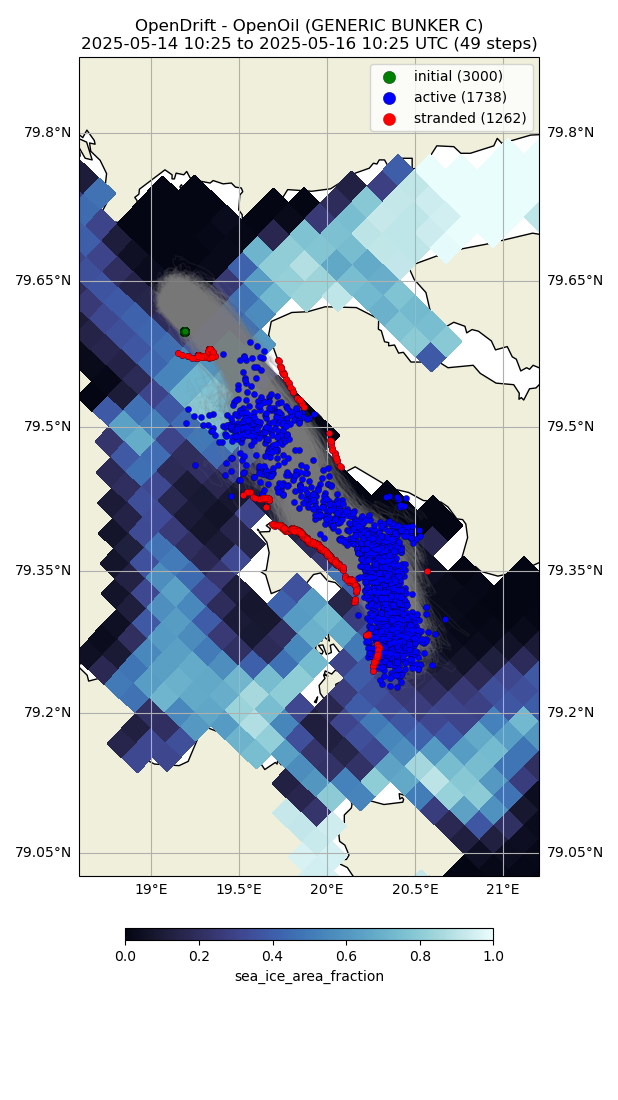 OpenDrift - OpenOil (GENERIC BUNKER C)
2025-05-14 10:25 to 2025-05-16 10:25 UTC (49 steps)
initial (3000)
active (1738)
stranded (1262)
79.8°N 79.8°N
79.65°N 79.65°N
79.5°N 79.5°N
79.35°N 79.35°N
79.2°N 79.2°N
79.05°N 79.05°N
19°E 19.5°E 20°E 20.5°E 21°E
0.0 0.2 0.4 0.6 0.8 1.0
sea_ice_area_fraction